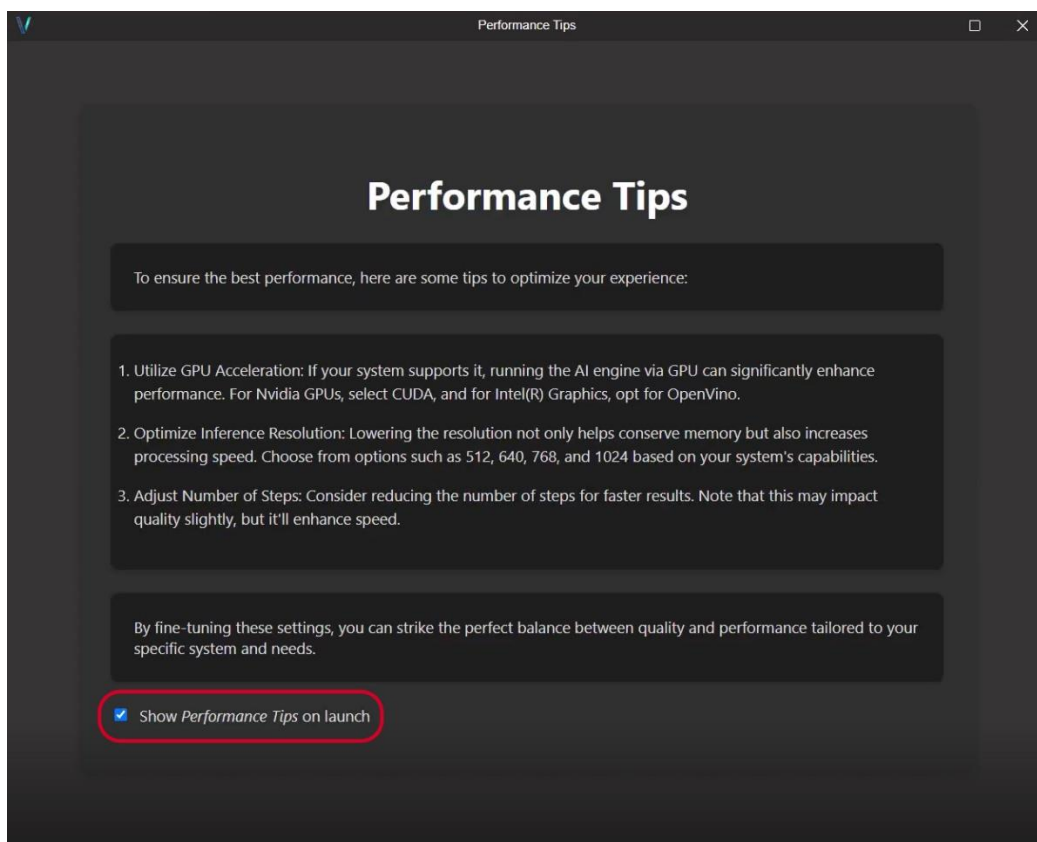 Performance Tips
Performance Tips
To ensure the best performance, here are some tips to optimize your experience:
1. Utilize GPU Acceleration: If your system supports it, running the AI engine via GPU can significantly enhance
performance. For Nvidia GPUs, select CUDA, and for Intel(R) Graphics, opt for OpenVino.
2. Optimize Inference Resolution: Lowering the resolution not only helps conserve memory but also increases
processing speed. Choose from options such as 512, 640, 768, and 1024 based on your system's capabilities.
3. Adjust Number of Steps: Consider reducing the number of steps for faster results. Note that this may impact
quality slightly, but it'll enhance speed.
By fine-tuning these settings, you can strike the perfect balance between quality and performance tailored to your
specific system and needs.
Show Performance Tips on launch